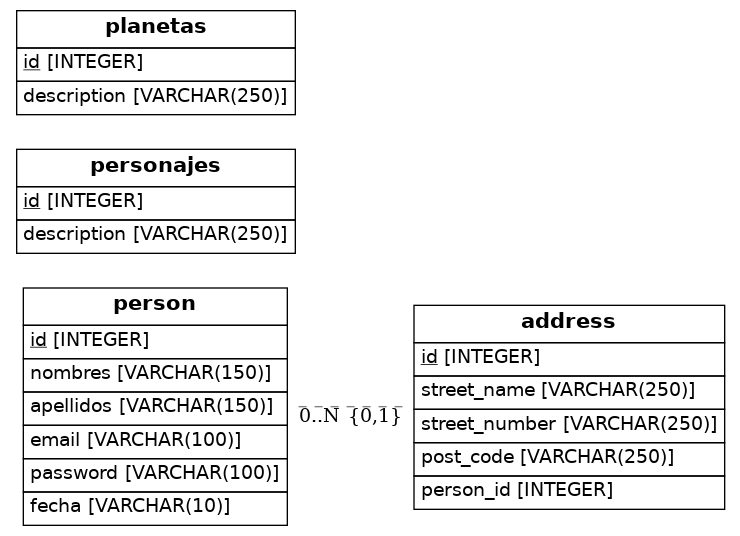 planetas
id [INTEGER]
description [VARCHAR(250)]
personajes
id [INTEGER]
description [VARCHAR(250)]
person
id [INTEGER]
nombres [VARCHAR(150)]
apellidos [VARCHAR(150)]
email [VARCHAR(100)]
password [VARCHAR(100)]
fecha [VARCHAR(10)]
0..N {0,1}
address
id [INTEGER]
street_name [VARCHAR(250)]
street_number [VARCHAR(250)]
post_code [VARCHAR(250)]
person_id [INTEGER]